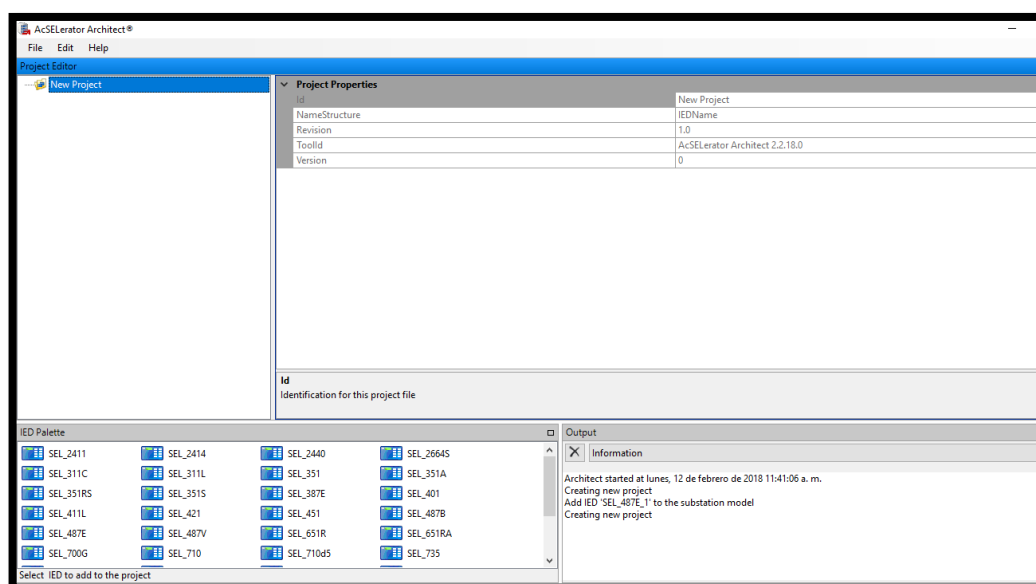 AcSELerator Architect®
File Edit Help
Project Editor
New Project
Project Properties
Id New Project
NameStructure IEDName
Revision 1.0
ToolId AcSELerator Architect 2.2.18.0
Version 0
Id
Identification for this project file
IED Palette
SEL_2411 SEL_2414 SEL_2440 SEL_2664S
SEL_311C SEL_311L SEL_351 SEL_351A
SEL_351RS SEL_351S SEL_387E SEL_401
SEL_411L SEL_421 SEL_451 SEL_487B
SEL_487E SEL_487V SEL_651R SEL_651RA
SEL_700G SEL_710 SEL_710d5 SEL_735
Select IED to add to the project
Output
Information
Architect started at lunes, 12 de febrero de 2018 11:41:06 a. m.
Creating new project
Add IED 'SEL_487E_1' to the substation model
Creating new project